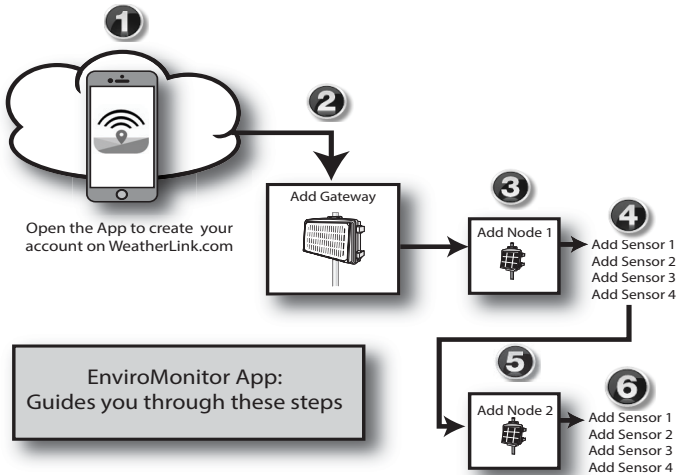 1
Open the App to create your
account on WeatherLink.com
2
Add Gateway
3
Add Node 1
4
Add Sensor 1
Add Sensor 2
Add Sensor 3
Add Sensor 4
EnviroMonitor App:
Guides you through these steps
5
Add Node 2
6
Add Sensor 1
Add Sensor 2
Add Sensor 3
Add Sensor 4